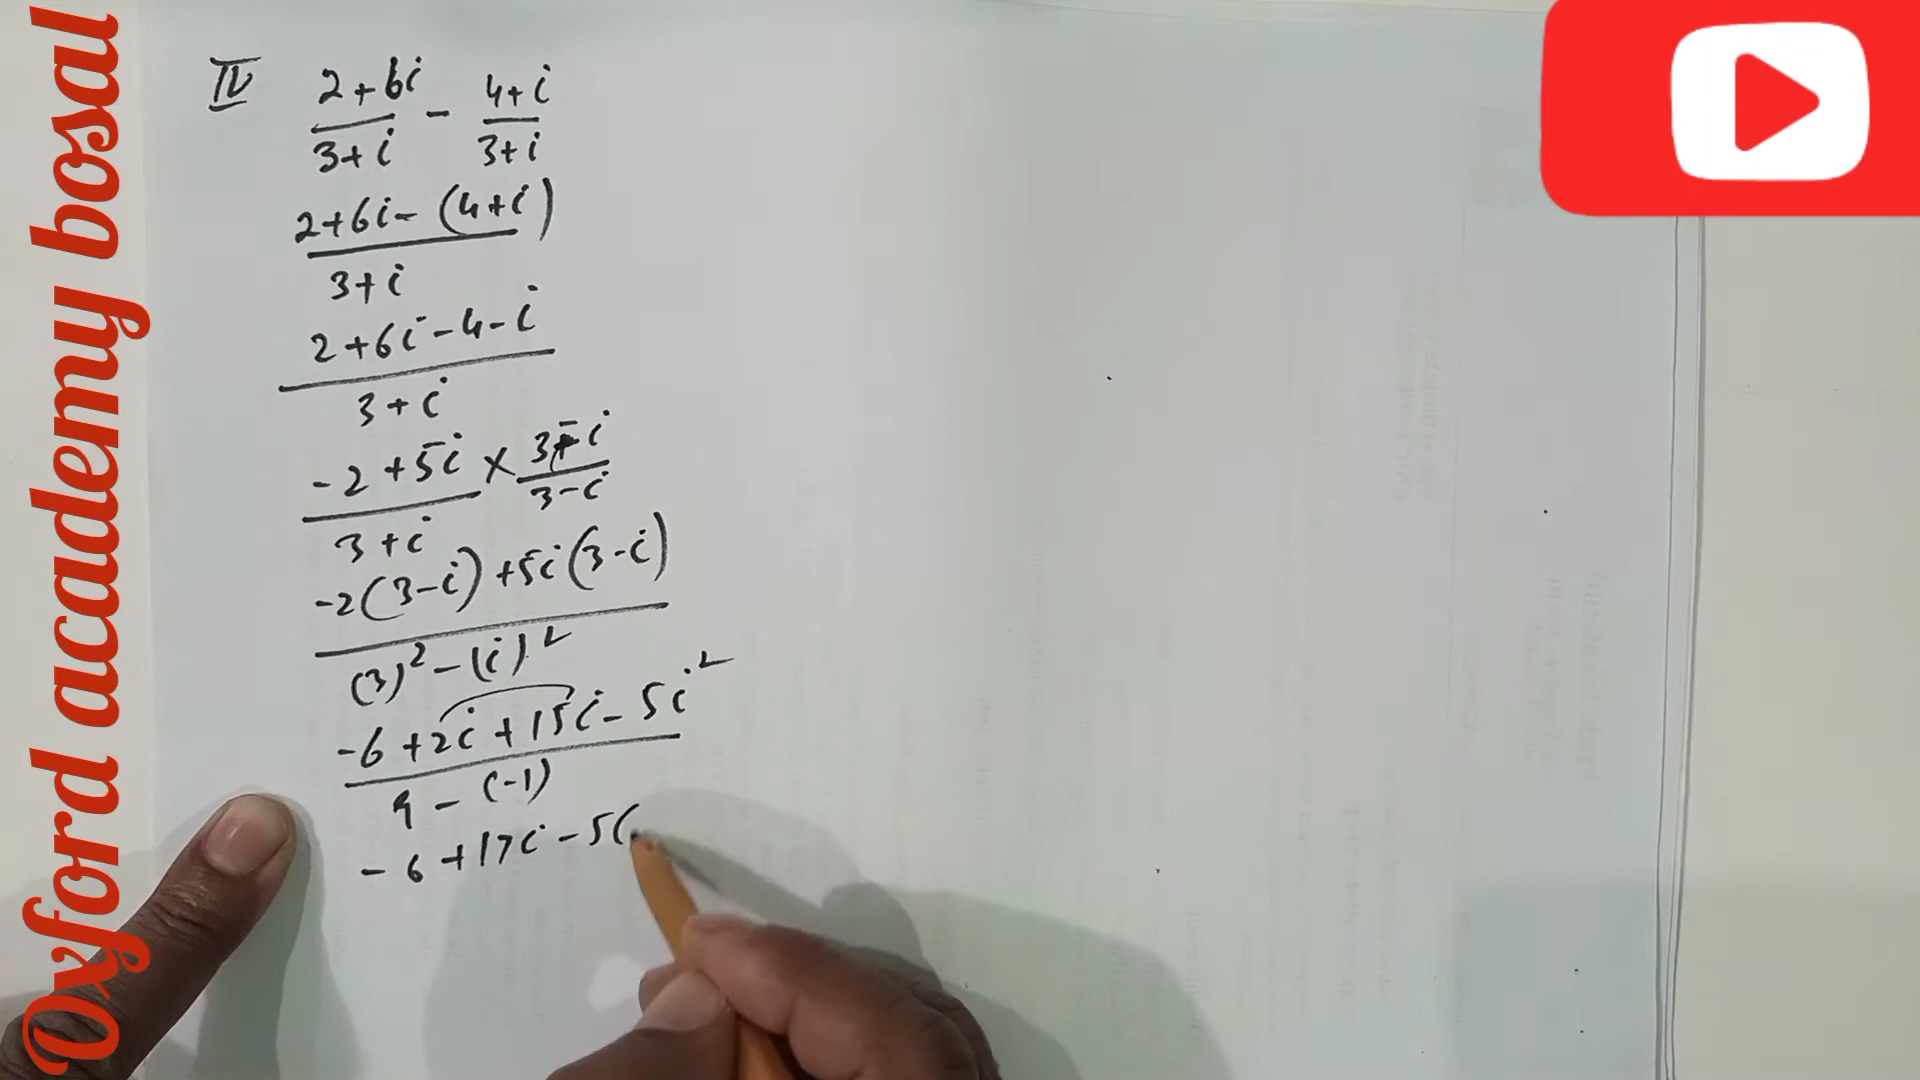 Oxford academy bosal
IV 2+6i/3+i - 4+i/3+i
2+6i-(4+i)/3+i
2+6i-4-i/3+i
-2+5i/3+i × 3-i/3-i
-2(3-i)+5i(3-i)/(3)²-(i)²
-6+2i+15i-5i²/9-(-1)
-6+17i-5(